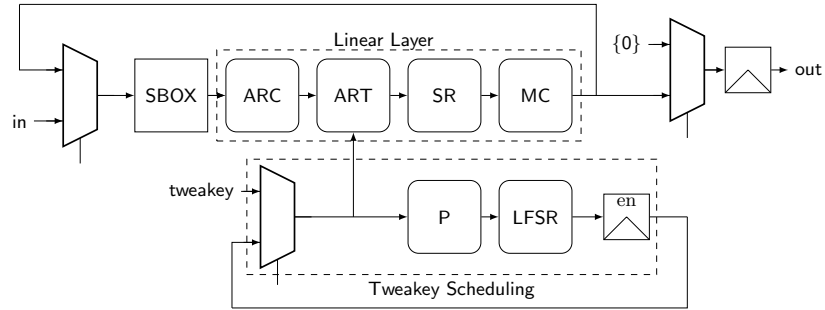 Linear Layer
{0}
SBOX
ARC
ART
SR
MC
out
in
tweakey
P
LFSR
en
Tweakey Scheduling